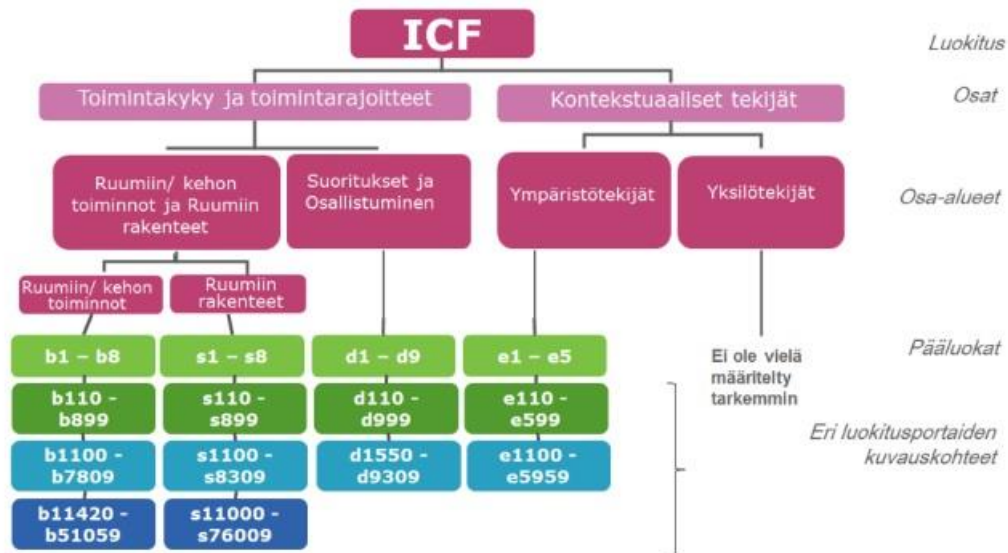 ICF
Luokitus
Toimintakyky ja toimintarajoitteet
Kontekstuaaliset tekijät
Osat
Ruumiin/ kehon
toiminnot ja Ruumiin
rakenteet
Suoritukset ja
Osallistuminen
Ympäristötekijät
Yksilötekijät
Osa-alueet
Ruumiin/ kehon
toiminnot
Ruumiin
rakenteet
b1 – b8
s1 – s8
d1 – d9
e1 – e5
Ei ole vielä
määritelty
tarkemmin
Pääluokat
b110 -
b899
s110 -
s899
d110 -
d999
e110 -
e599
Eri luokitusportaiden
kuvauskohteet
b1100 -
b7809
s1100 -
s8309
d1550 -
d9309
e1100 -
e5959
b11420 -
b51059
s11000 -
s76009